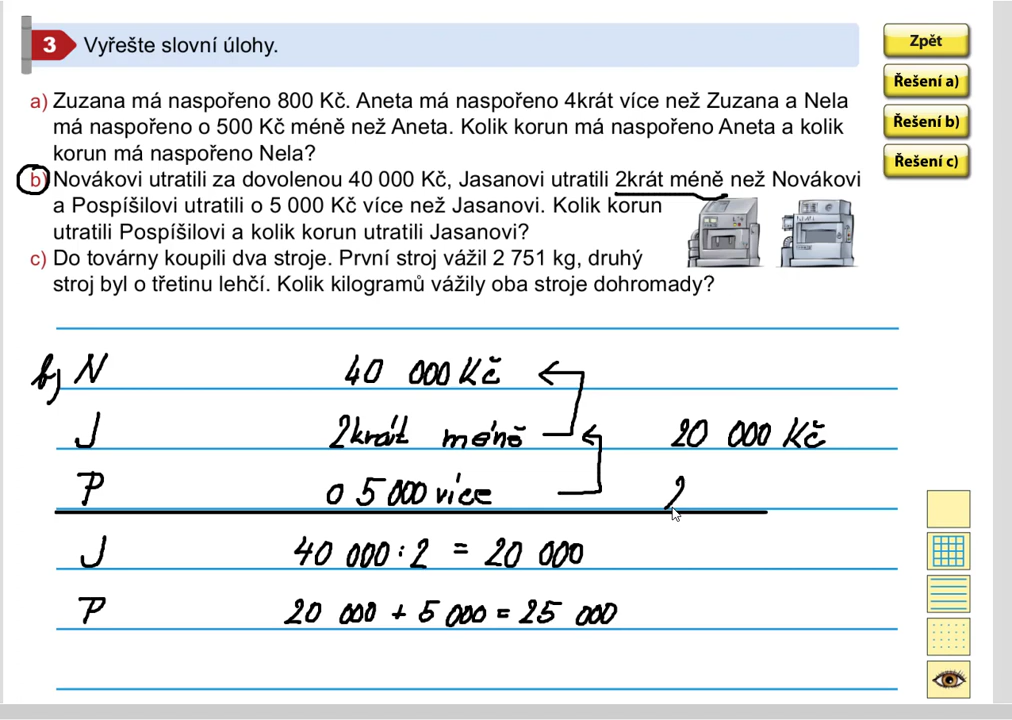 3 Vyřešte slovní úlohy.
Zpět
Řešení a)
Řešení b)
Řešení c)
a) Zuzana má naspořeno 800 Kč. Aneta má naspořeno 4krát více než Zuzana a Nela
má naspořeno o 500 Kč méně než Aneta. Kolik korun má naspořeno Aneta a kolik
korun má naspořeno Nela?
b) Novákovi utratili za dovolenou 40 000 Kč, Jasanovi utratili 2krát méně než Novákovi
a Pospíšilovi utratili o 5 000 Kč více než Jasanovi. Kolik korun
utratili Pospíšilovi a kolik korun utratili Jasanovi?
c) Do továrny koupili dva stroje. První stroj vážil 2 751 kg, druhý
stroj byl o třetinu lehčí. Kolik kilogramů vážily oba stroje dohromady?
b) N 40 000 Kč
J 2krát méně 20 000 Kč
P o 5 000 více 2
J 40 000 : 2 = 20 000
P 20 000 + 5 000 = 25 000